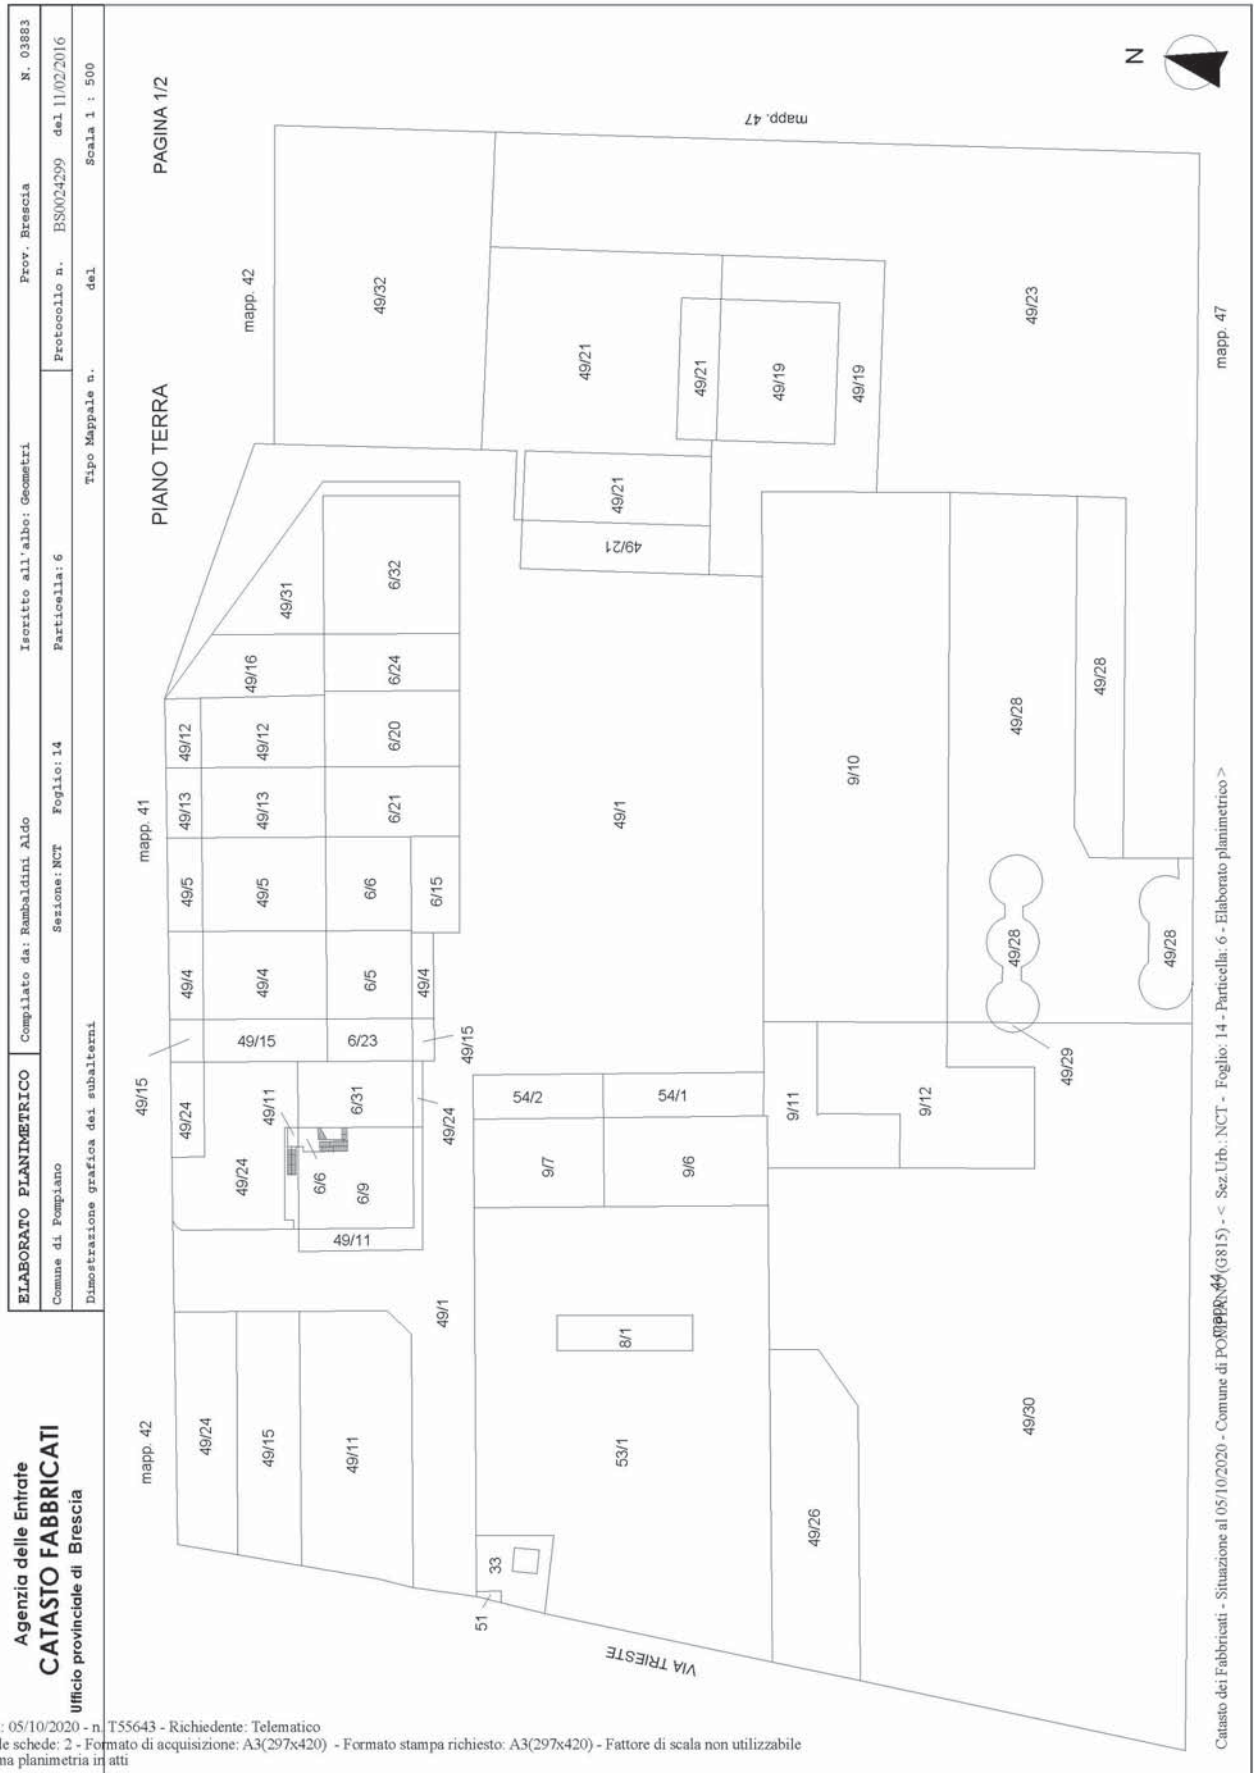 Agenzia delle Entrate
CATASTO FABBRICATI
Ufficio provinciale di Brescia
ELABORATO PLANIMETRICO
Compilato da: Rambaldini Aldo
Iscritto all'albo: Geometri
Prov. Brescia
N. 03883
Comune di Pompiano
Sezione: NCT
Foglio: 14
Particella: 6
Protocollo n. BS0024299 del 11/02/2016
Dimostrazione grafica dei subalterni
Tipo Mappale n.
del
Scala 1 : 500
PIANO TERRA
PAGINA 1/2
N
mapp. 42
mapp. 41
mapp. 42
mapp. 47
mapp. 47
mapp. 44
49/24
49/15
49/11
49/1
49/15
49/24
49/24
49/11
6/6
6/9
49/11
6/31
49/24
49/15
6/23
49/15
49/4
49/4
6/5
49/4
49/5
49/5
6/6
6/15
49/13
49/13
6/21
49/12
49/12
6/20
49/16
6/24
49/31
6/32
49/32
49/21
49/21
49/19
49/19
49/21
49/21
49/23
49/1
54/2
54/1
9/7
9/6
8/1
53/1
33
51
VIA TRIESTE
9/10
9/11
9/12
49/28
49/28
49/28
49/28
49/29
49/26
49/30
: 05/10/2020 - n. T55643 - Richiedente: Telematico
le schede: 2 - Formato di acquisizione: A3(297x420) - Formato stampa richiesto: A3(297x420) - Fattore di scala non utilizzabile
na planimetria in atti
Catasto dei Fabbricati - Situazione al 05/10/2020 - Comune di POMPIANO (G815) - < Sez.Urb.: NCT - Foglio: 14 - Particella: 6 - Elaborato planimetrico >